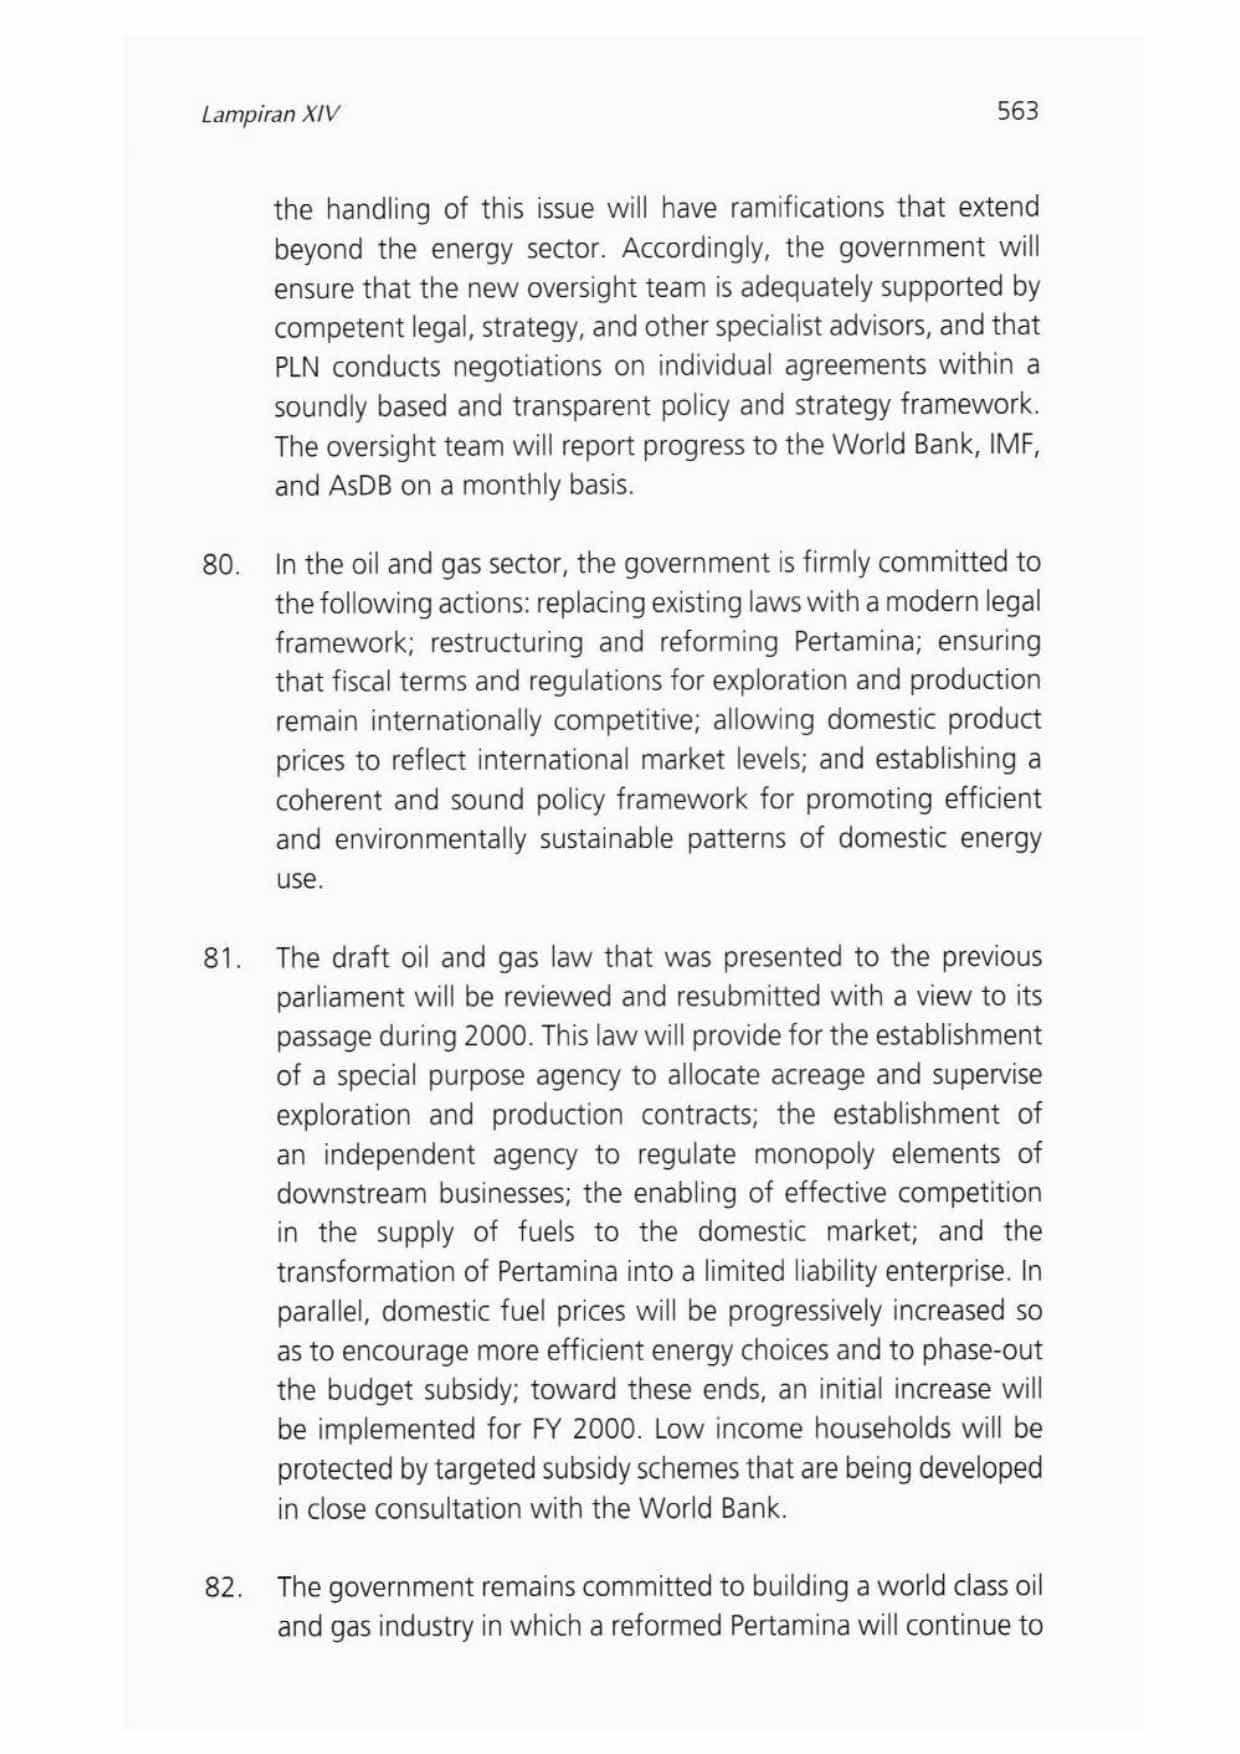 Lampiran XIV 563
the handling of this issue will have ramifications that extend
beyond the energy sector. Accordingly, the government will
ensure that the new oversight team is adequately supported by
competent legal, strategy, and other specialist advisors, and that
PLN conducts negotiations on individual agreements within a
soundly based and transparent policy and strategy framework.
The oversight team will report progress to the World Bank, IMF,
and AsDB on a monthly basis.
80. In the oil and gas sector, the government is firmly committed to
the following actions: replacing existing laws with a modern legal
framework; restructuring and reforming Pertamina; ensuring
that fiscal terms and regulations for exploration and production
remain internationally competitive; allowing domestic product
prices to reflect international market levels; and establishing a
coherent and sound policy framework for promoting efficient
and environmentally sustainable patterns of domestic energy
use.
81. The draft oil and gas law that was presented to the previous
parliament will be reviewed and resubmitted with a view to its
passage during 2000. This law will provide for the establishment
of a special purpose agency to allocate acreage and supervise
exploration and production contracts; the establishment of
an independent agency to regulate monopoly elements of
downstream businesses; the enabling of effective competition
in the supply of fuels to the domestic market; and the
transformation of Pertamina into a limited liability enterprise. In
parallel, domestic fuel prices will be progressively increased so
as to encourage more efficient energy choices and to phase-out
the budget subsidy; toward these ends, an initial increase will
be implemented for FY 2000. Low income households will be
protected by targeted subsidy schemes that are being developed
in close consultation with the World Bank.
82. The government remains committed to building a world class oil
and gas industry in which a reformed Pertamina will continue to